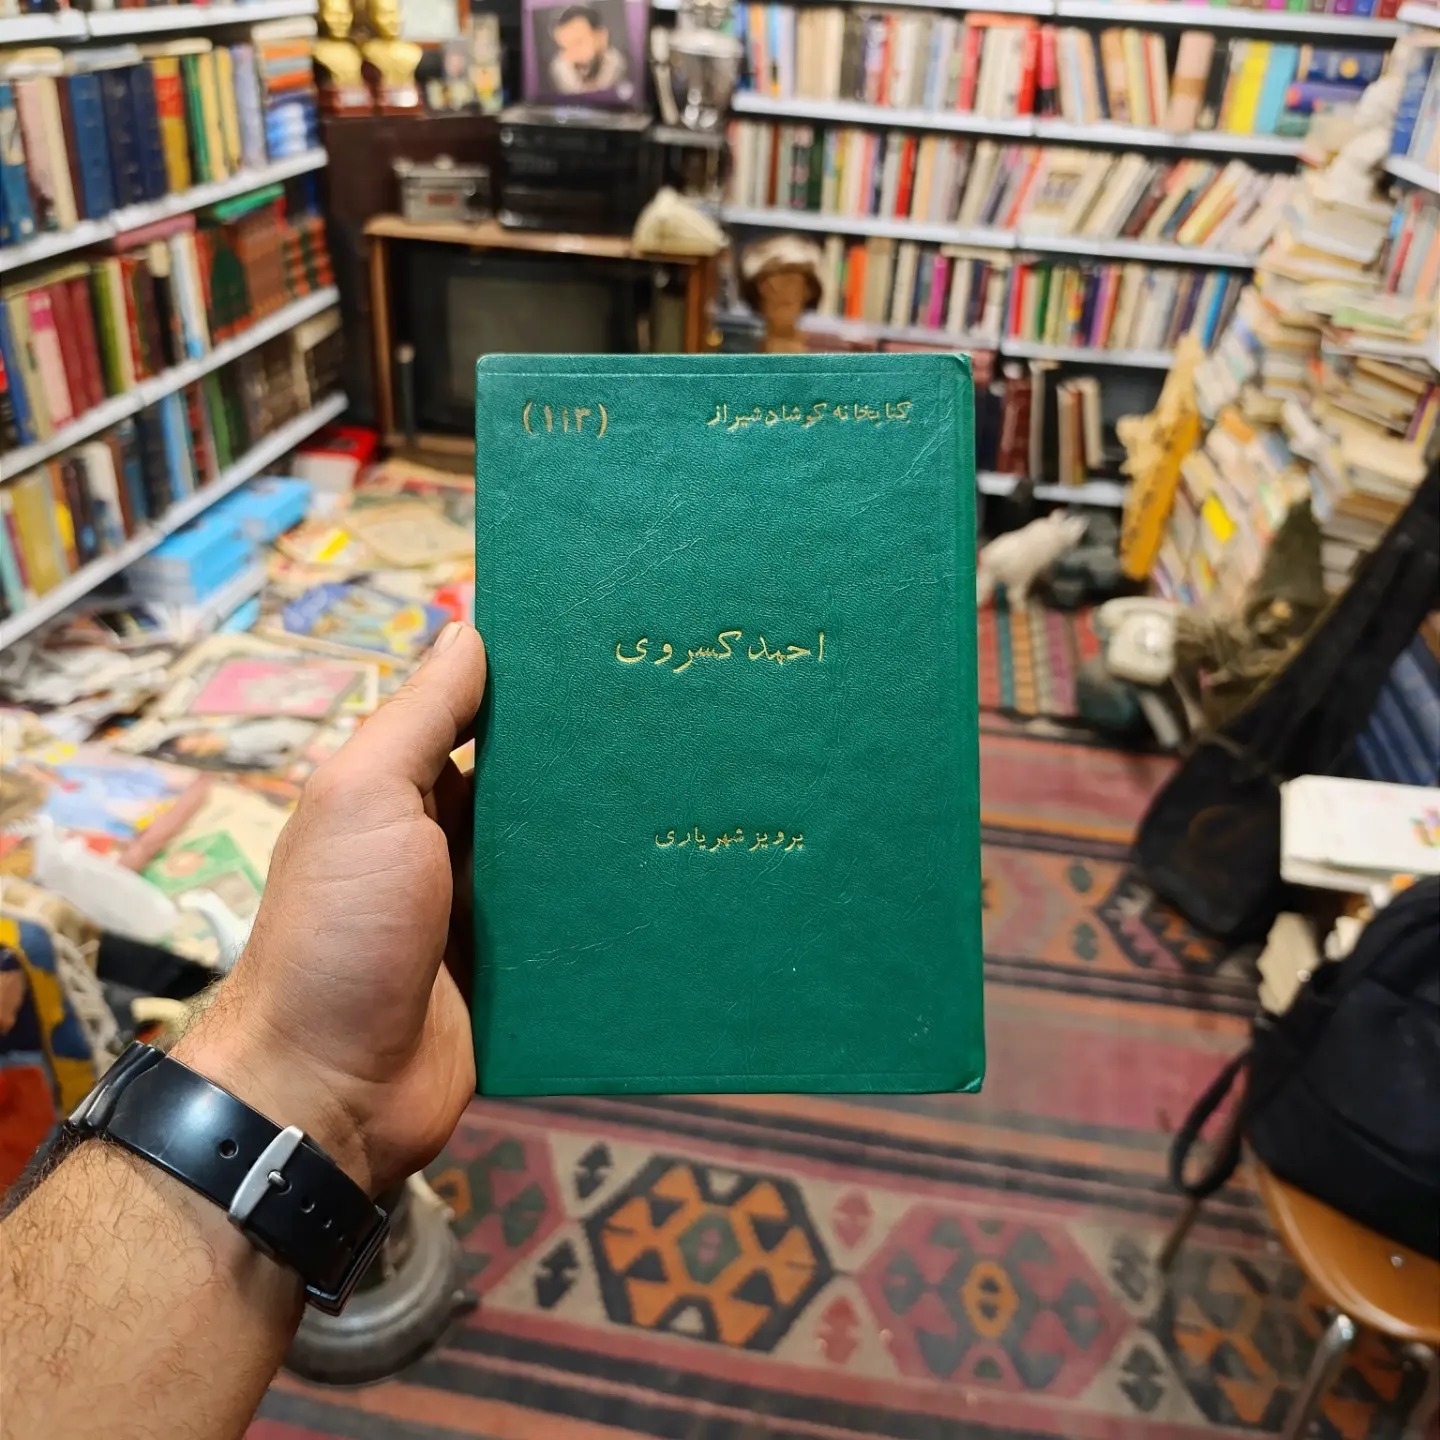 کتابخانه کوشاد شیراز (۱۱۳)
احمد کسروی
پرویز شهریاری